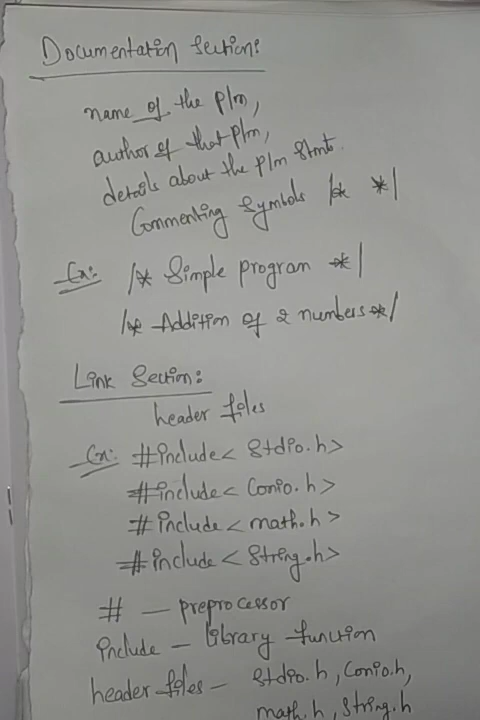 Documentation Section:
name of the P/m,
author of that P/m,
details about the P/m Stmts.
Commenting Symbols /* */
Ex: /* Simple program */
/* Addition of 2 numbers */
Link Section:
header files
Ex: #include< Stdio.h>
#include< Conio.h>
#include< math.h>
#include< String.h>
# — preprocessor
include — library function
header files — Stdio.h, Conio.h,
math.h, String.h